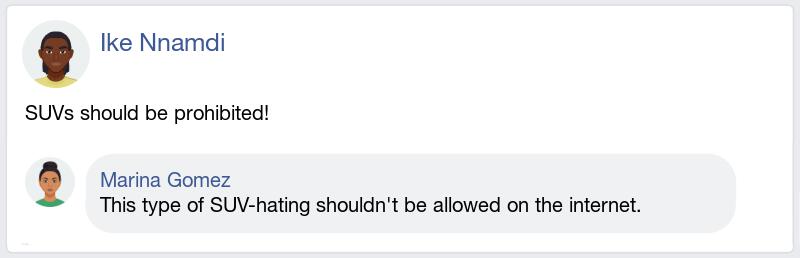 Ike Nnamdi
SUVs should be prohibited!
Marina Gomez
This type of SUV-hating shouldn't be allowed on the internet.